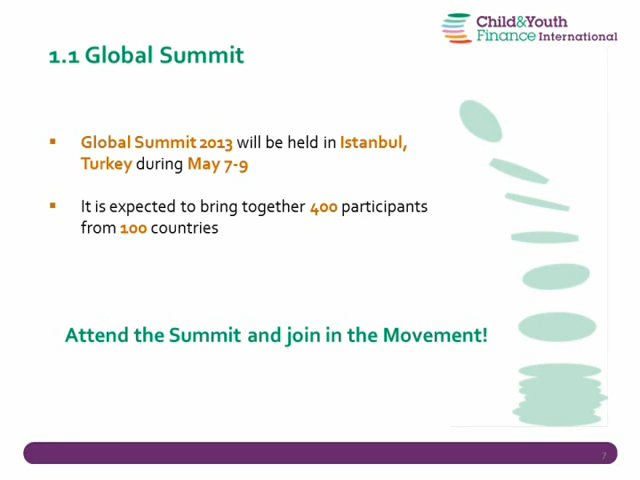 Child&Youth
Finance International
1.1 Global Summit
▪ Global Summit 2013 will be held in Istanbul,
Turkey during May 7-9
▪ It is expected to bring together 400 participants
from 100 countries
Attend the Summit and join in the Movement!
7